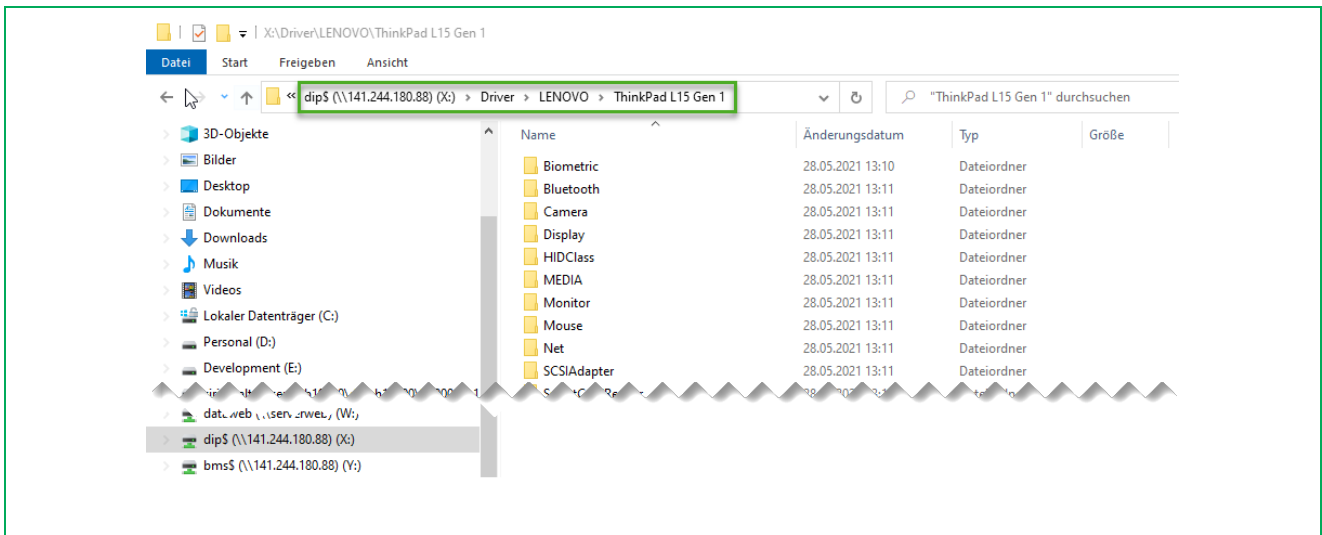 X:\Driver\LENOVO\ThinkPad L15 Gen 1
Datei Start Freigeben Ansicht
« dip$ (\\141.244.180.88) (X:) > Driver > LENOVO > ThinkPad L15 Gen 1 "ThinkPad L15 Gen 1" durchsuchen
Name Änderungsdatum Typ Größe
3D-Objekte
Bilder
Desktop
Dokumente
Downloads
Musik
Videos
Lokaler Datenträger (C:)
Personal (D:)
Development (E:)
(W:)
dip$ (\\141.244.180.88) (X:)
bms$ (\\141.244.180.88) (Y:)
Biometric 28.05.2021 13:10 Dateiordner
Bluetooth 28.05.2021 13:11 Dateiordner
Camera 28.05.2021 13:11 Dateiordner
Display 28.05.2021 13:11 Dateiordner
HIDClass 28.05.2021 13:11 Dateiordner
MEDIA 28.05.2021 13:11 Dateiordner
Monitor 28.05.2021 13:11 Dateiordner
Mouse 28.05.2021 13:11 Dateiordner
Net 28.05.2021 13:11 Dateiordner
SCSIAdapter 28.05.2021 13:11 Dateiordner